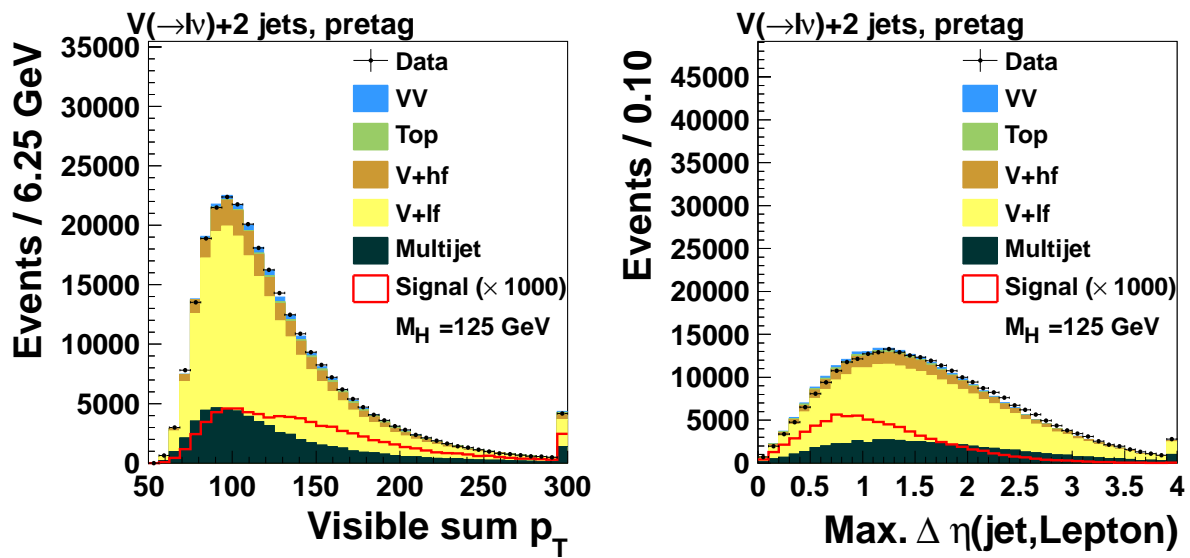 V(→lν)+2 jets, pretag
Events / 6.25 GeV
35000
30000
25000
20000
15000
10000
5000
0
Data
VV
Top
V+hf
V+lf
Multijet
Signal (× 1000)
M_H =125 GeV
50 100 150 200 250 300
Visible sum p_T
V(→lν)+2 jets, pretag
Events / 0.10
45000
40000
35000
30000
25000
20000
15000
10000
5000
0
Data
VV
Top
V+hf
V+lf
Multijet
Signal (× 1000)
M_H =125 GeV
0 0.5 1 1.5 2 2.5 3 3.5 4
Max. Δ η(jet,Lepton)